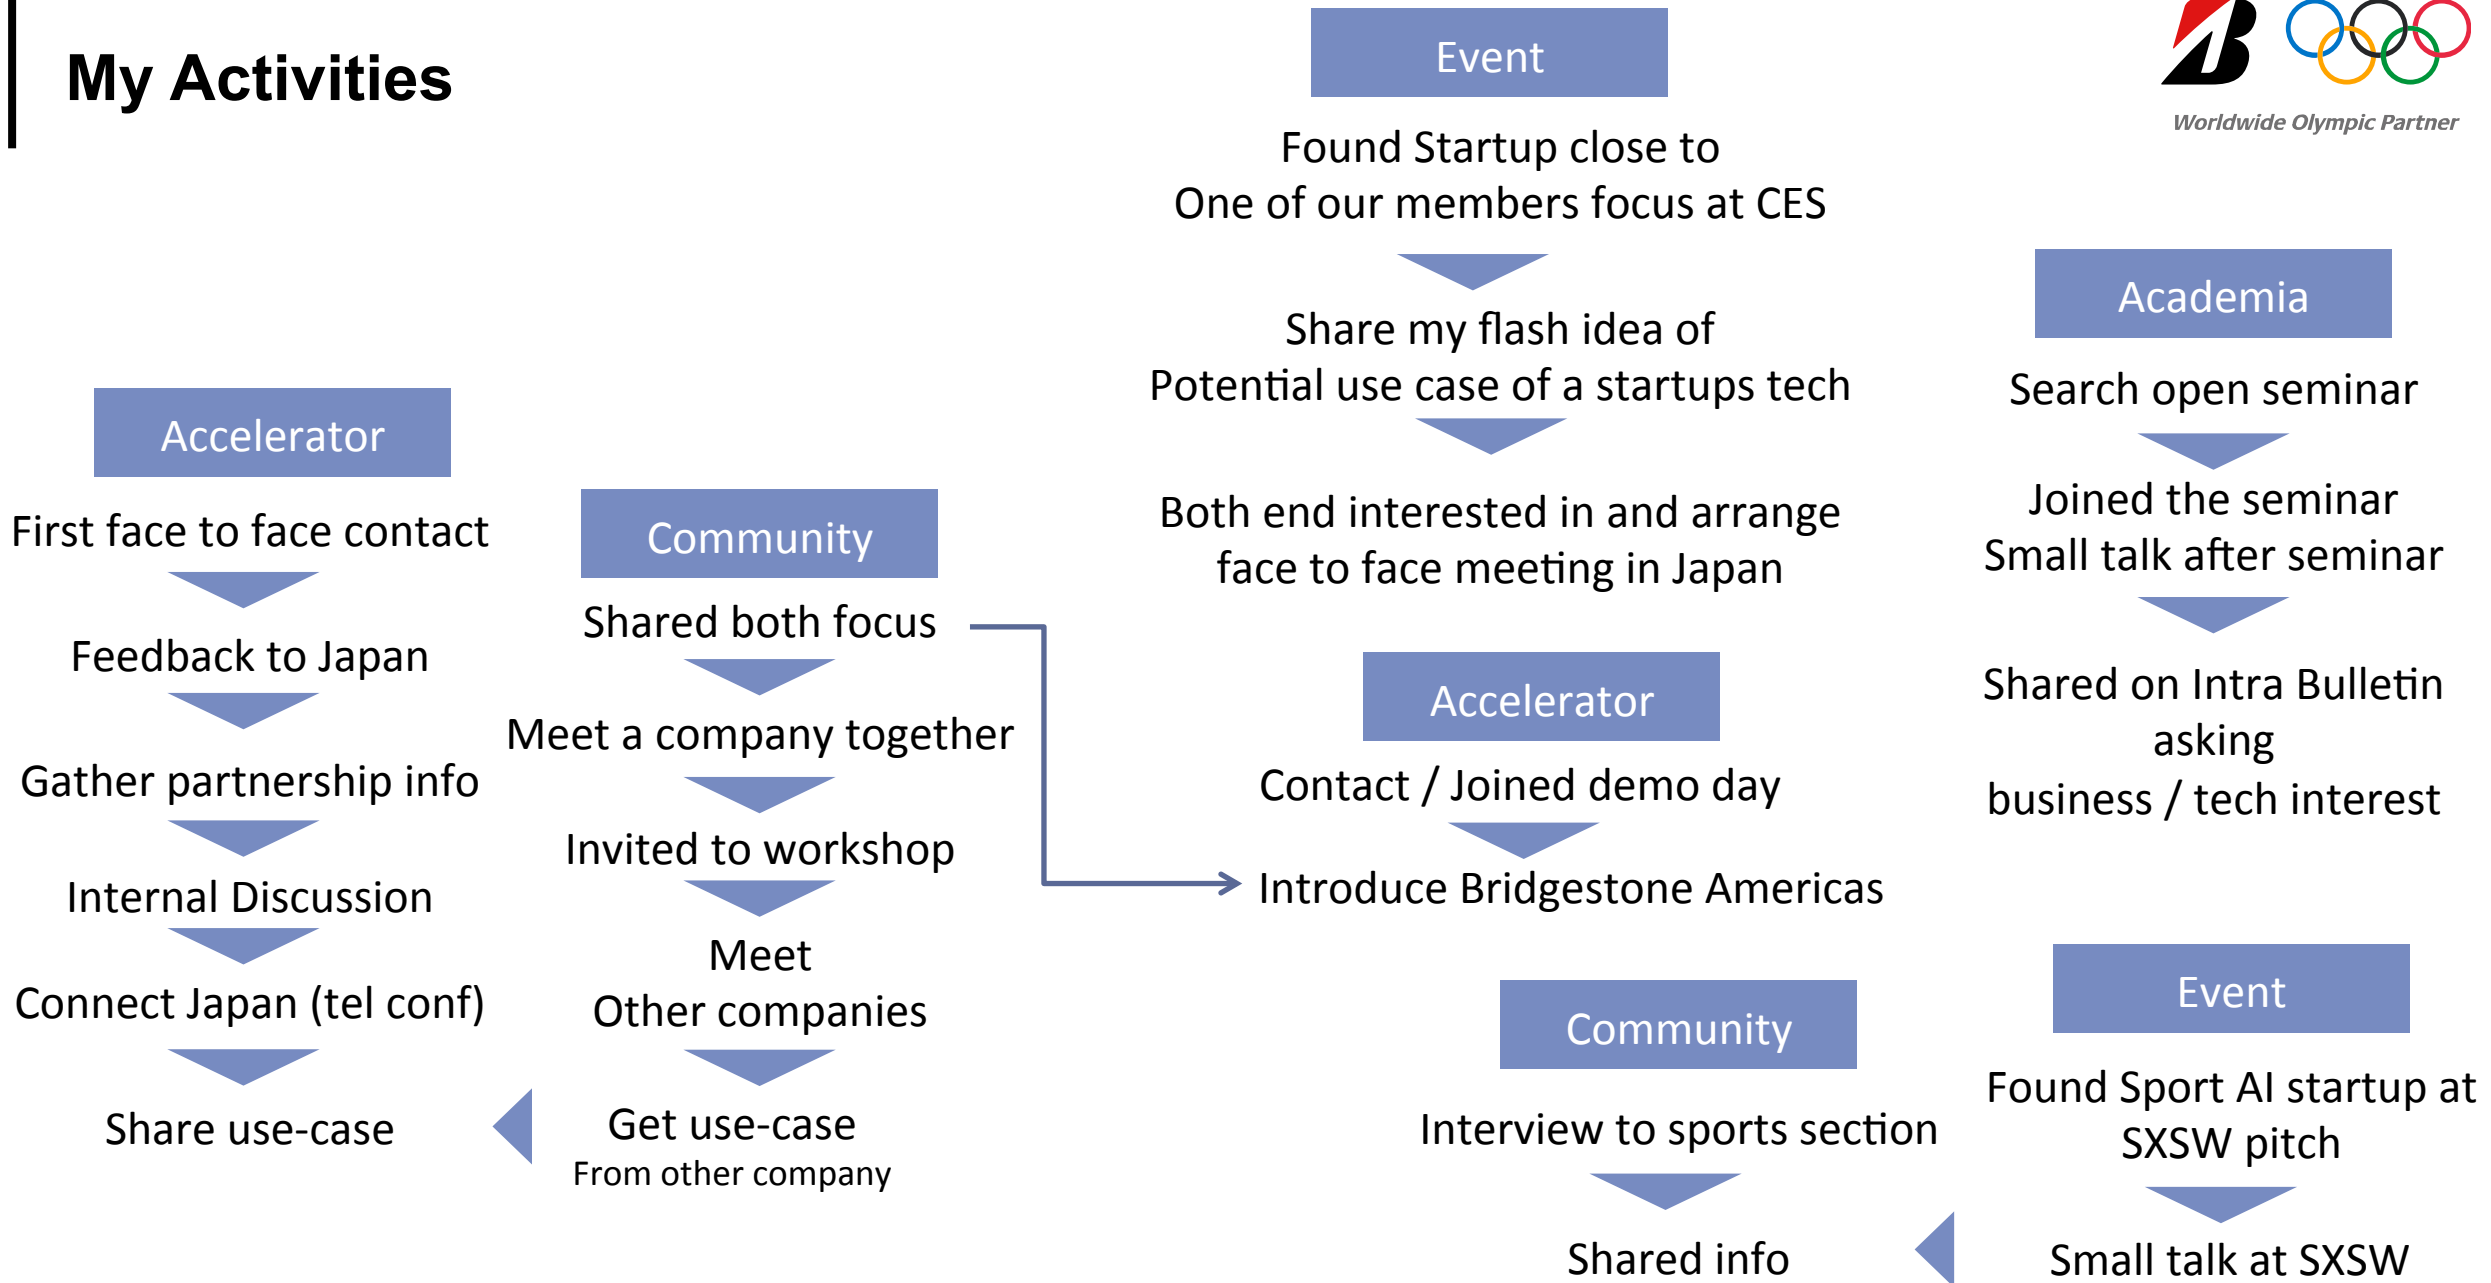 My Activities
Worldwide Olympic Partner
Accelerator
First face to face contact
Feedback to Japan
Gather partnership info
Internal Discussion
Connect Japan (tel conf)
Share use-case
Community
Shared both focus
Meet a company together
Invited to workshop
Meet
Other companies
Get use-case
From other company
Event
Found Startup close to
One of our members focus at CES
Share my flash idea of
Potential use case of a startups tech
Both end interested in and arrange
face to face meeting in Japan
Accelerator
Contact / Joined demo day
Introduce Bridgestone Americas
Community
Interview to sports section
Shared info
Academia
Search open seminar
Joined the seminar
Small talk after seminar
Shared on Intra Bulletin
asking
business / tech interest
Event
Found Sport AI startup at
SXSW pitch
Small talk at SXSW